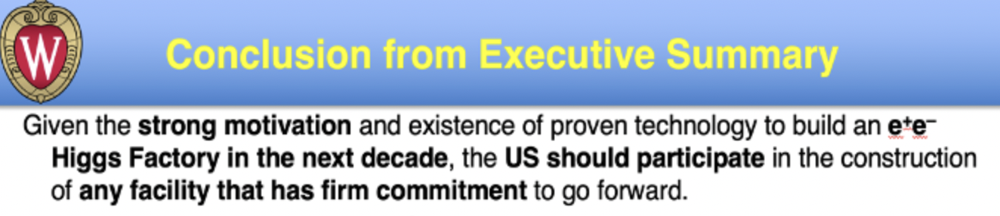 W
Conclusion from Executive Summary
Given the strong motivation and existence of proven technology to build an e⁺e⁻
Higgs Factory in the next decade, the US should participate in the construction
of any facility that has firm commitment to go forward.